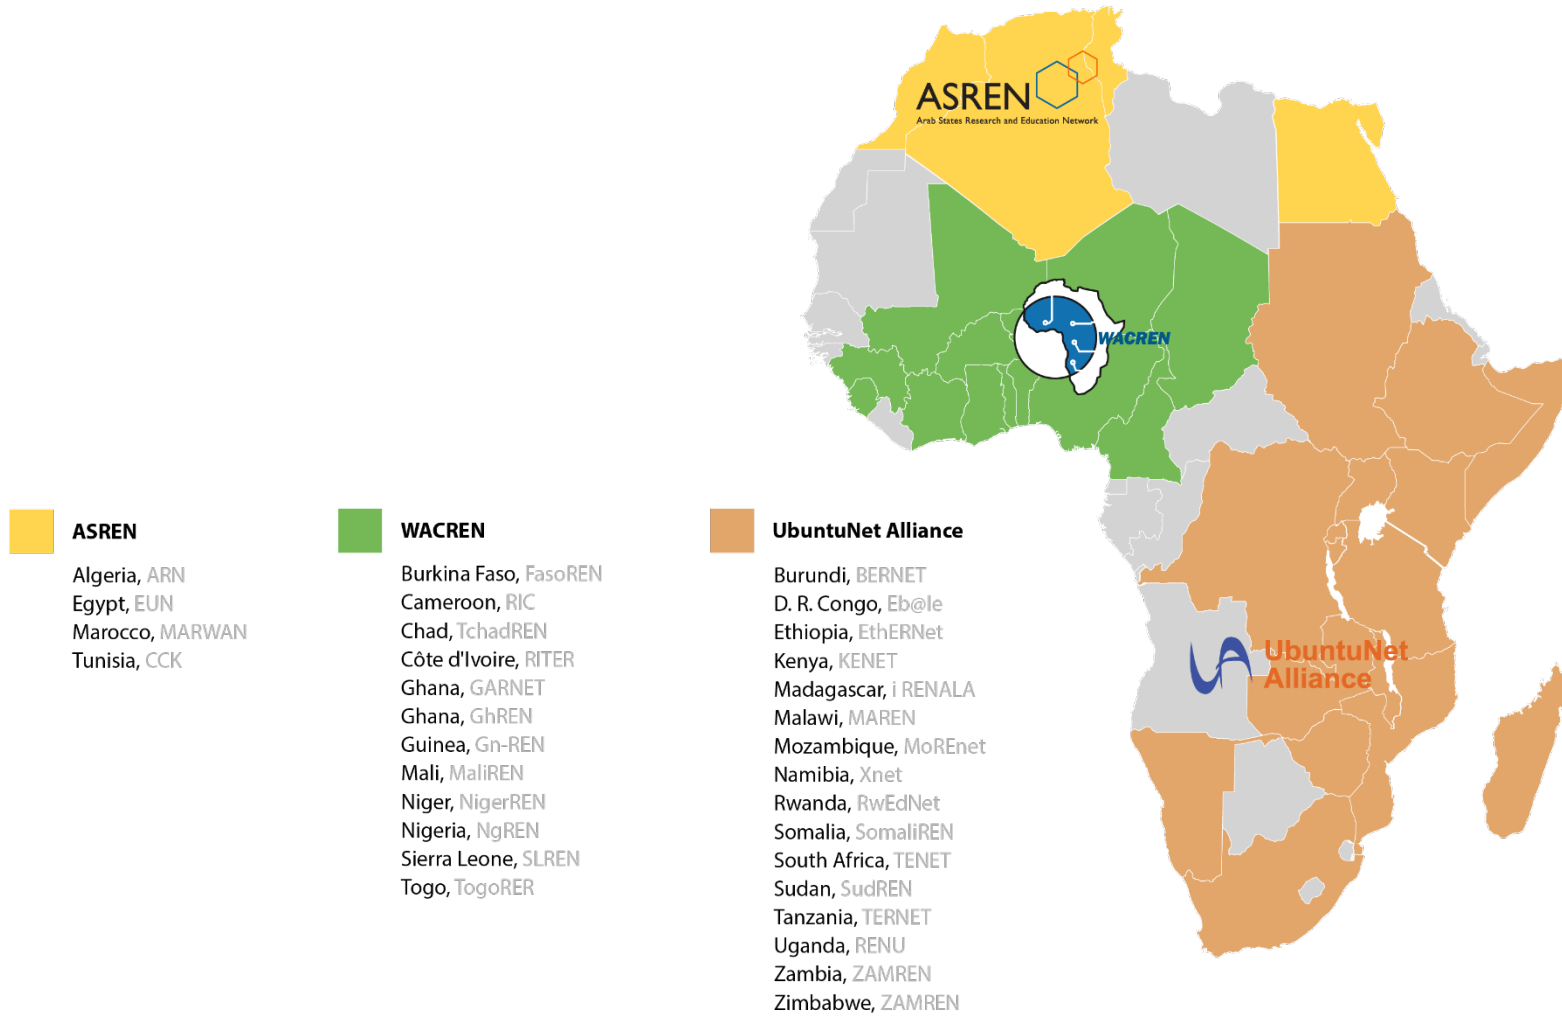 ASREN
Arab States Research and Education Network
WACREN
UbuntuNet
Alliance
ASREN
Algeria, ARN
Egypt, EUN
Marocco, MARWAN
Tunisia, CCK
WACREN
Burkina Faso, FasoREN
Cameroon, RIC
Chad, TchadREN
Côte d'Ivoire, RITER
Ghana, GARNET
Ghana, GhREN
Guinea, Gn-REN
Mali, MaliREN
Niger, NigerREN
Nigeria, NgREN
Sierra Leone, SLREN
Togo, TogoRER
UbuntuNet Alliance
Burundi, BERNET
D. R. Congo, Eb@le
Ethiopia, EthERNet
Kenya, KENET
Madagascar, i RENALA
Malawi, MAREN
Mozambique, MoREnet
Namibia, Xnet
Rwanda, RwEdNet
Somalia, SomaliREN
South Africa, TENET
Sudan, SudREN
Tanzania, TERNET
Uganda, RENU
Zambia, ZAMREN
Zimbabwe, ZAMREN